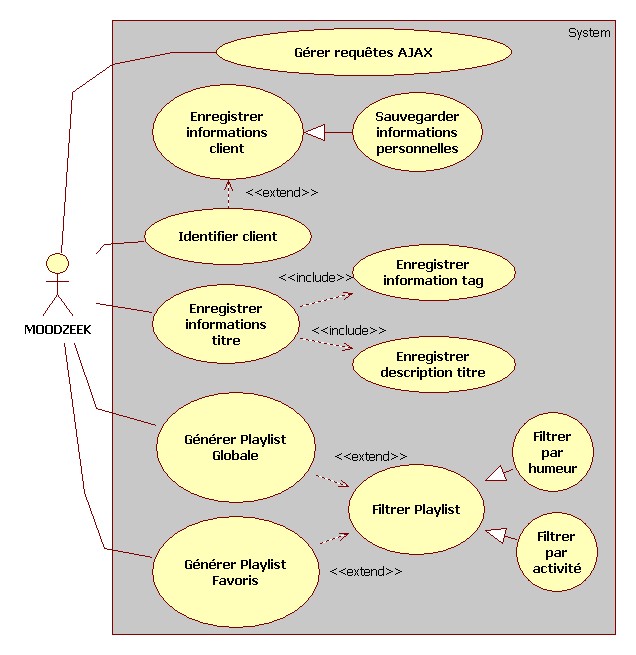 System
Gérer requêtes AJAX
Enregistrer
informations
client
Sauvegarder
informations
personnelles
<<extend>>
Identifier client
MOODZEEK
Enregistrer
informations
titre
<<include>>
Enregistrer
information tag
<<include>>
Enregistrer
description titre
Générer Playlist
Globale
<<extend>>
Filtrer Playlist
Filtrer
par
humeur
Filtrer
par
activité
Générer Playlist
Favoris
<<extend>>